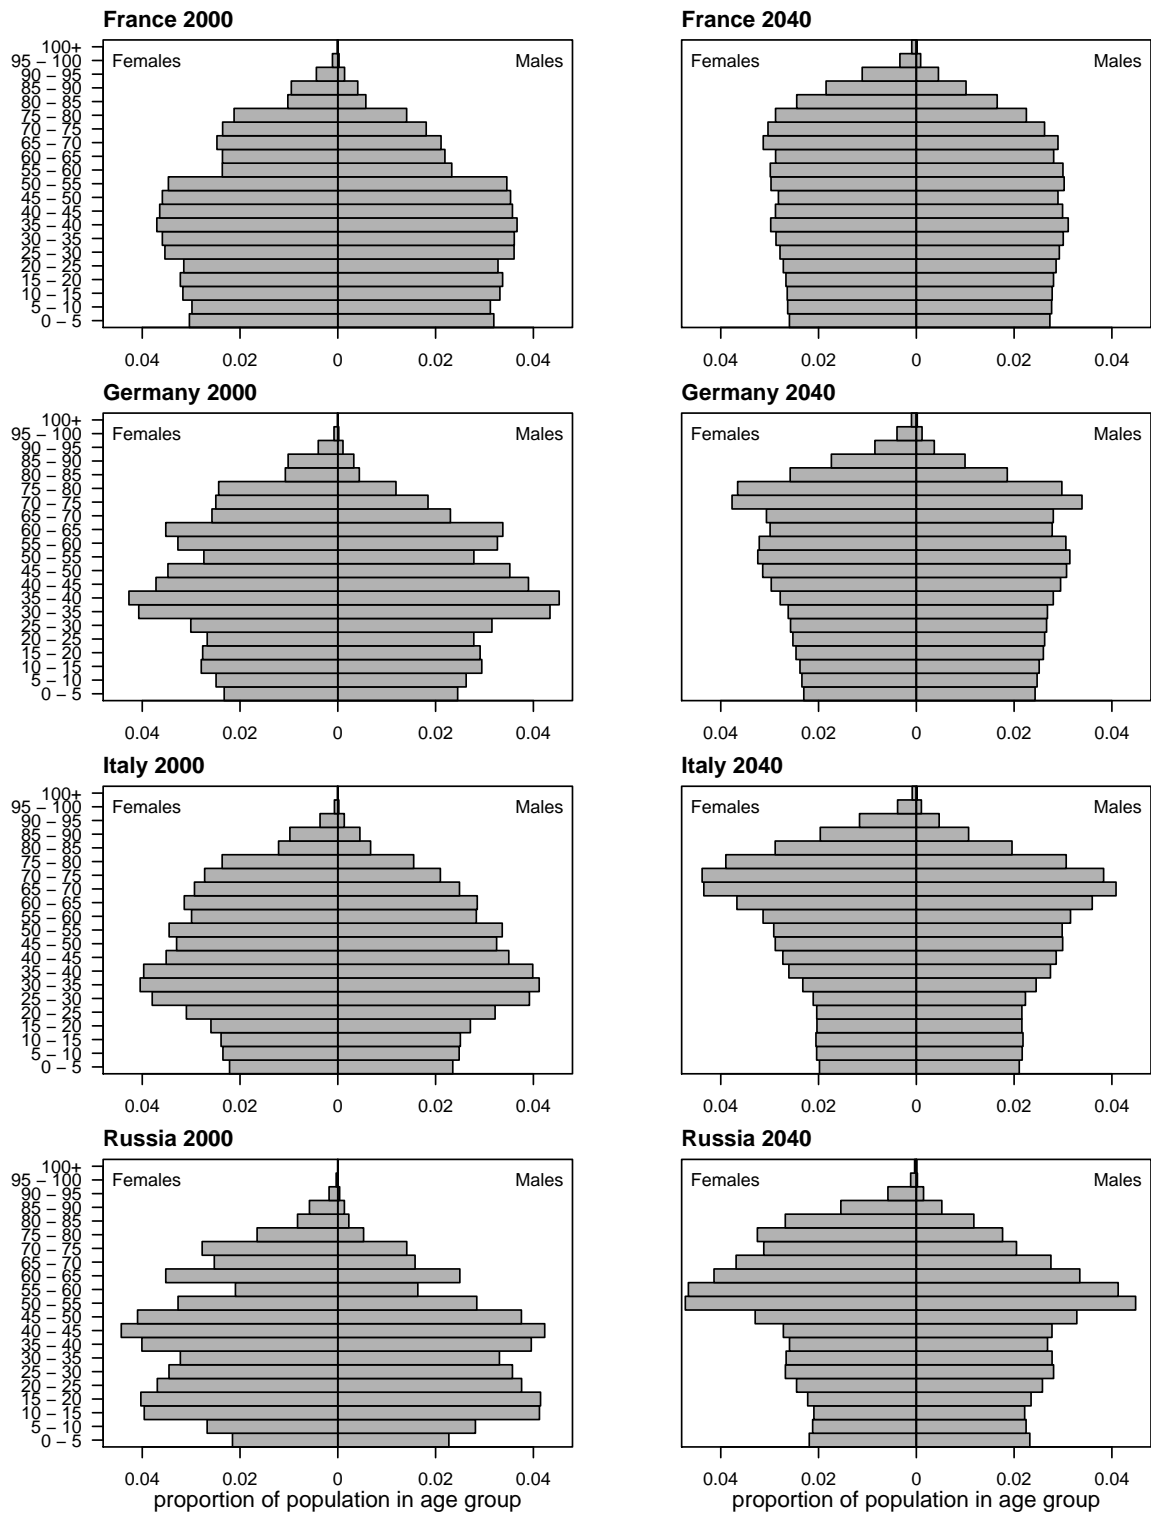 France 2000
100+
95 – 100
90 – 95
85 – 90
80 – 85
75 – 80
70 – 75
65 – 70
60 – 65
55 – 60
50 – 55
45 – 50
40 – 45
35 – 40
30 – 35
25 – 30
20 – 25
15 – 20
10 – 15
5 – 10
0 – 5
Females
Males
0.04 0.02 0 0.02 0.04
France 2040
Females
Males
0.04 0.02 0 0.02 0.04
Germany 2000
100+
95 – 100
90 – 95
85 – 90
80 – 85
75 – 80
70 – 75
65 – 70
60 – 65
55 – 60
50 – 55
45 – 50
40 – 45
35 – 40
30 – 35
25 – 30
20 – 25
15 – 20
10 – 15
5 – 10
0 – 5
Females
Males
0.04 0.02 0 0.02 0.04
Germany 2040
Females
Males
0.04 0.02 0 0.02 0.04
Italy 2000
100+
95 – 100
90 – 95
85 – 90
80 – 85
75 – 80
70 – 75
65 – 70
60 – 65
55 – 60
50 – 55
45 – 50
40 – 45
35 – 40
30 – 35
25 – 30
20 – 25
15 – 20
10 – 15
5 – 10
0 – 5
Females
Males
0.04 0.02 0 0.02 0.04
Italy 2040
Females
Males
0.04 0.02 0 0.02 0.04
Russia 2000
100+
95 – 100
90 – 95
85 – 90
80 – 85
75 – 80
70 – 75
65 – 70
60 – 65
55 – 60
50 – 55
45 – 50
40 – 45
35 – 40
30 – 35
25 – 30
20 – 25
15 – 20
10 – 15
5 – 10
0 – 5
Females
Males
0.04 0.02 0 0.02 0.04
proportion of population in age group
Russia 2040
Females
Males
0.04 0.02 0 0.02 0.04
proportion of population in age group